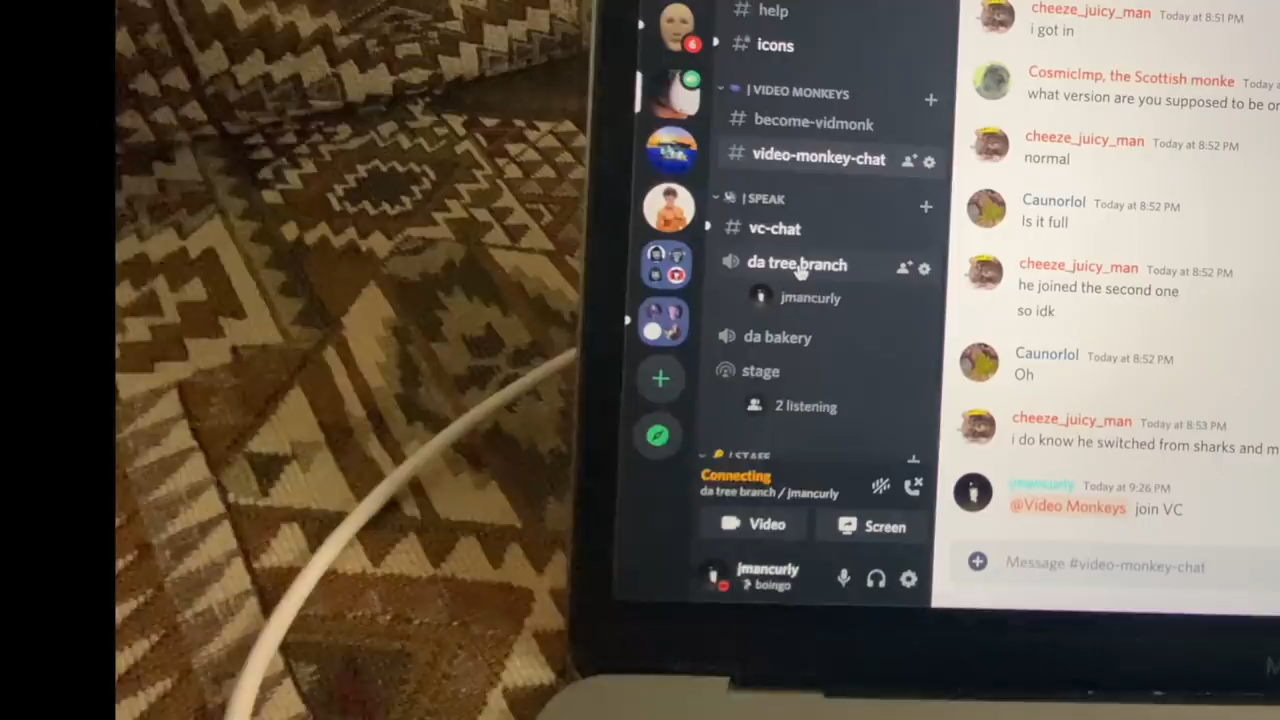 # help
# icons
| VIDEO MONKEYS
# become-vidmonk
# video-monkey-chat
| SPEAK
# vc-chat
da tree branch
jmancurly
da bakery
stage
2 listening
| STAFF
Connecting
da tree branch / jmancurly
Video
Screen
jmancurly
boingo
6
cheeze_juicy_man Today at 8:51 PM
i got in
CosmicImp, the Scottish monke Today
what version are you supposed to be
cheeze_juicy_man Today at 8:52 PM
normal
Caunorlol Today at 8:52 PM
Is it full
cheeze_juicy_man Today at 8:52 PM
he joined the second one
so idk
Caunorlol Today at 8:52 PM
Oh
cheeze_juicy_man Today at 8:53 PM
i do know he switched from sharks and
jmancurly Today at 9:26 PM
@Video Monkeys join VC
Message #video-monkey-chat